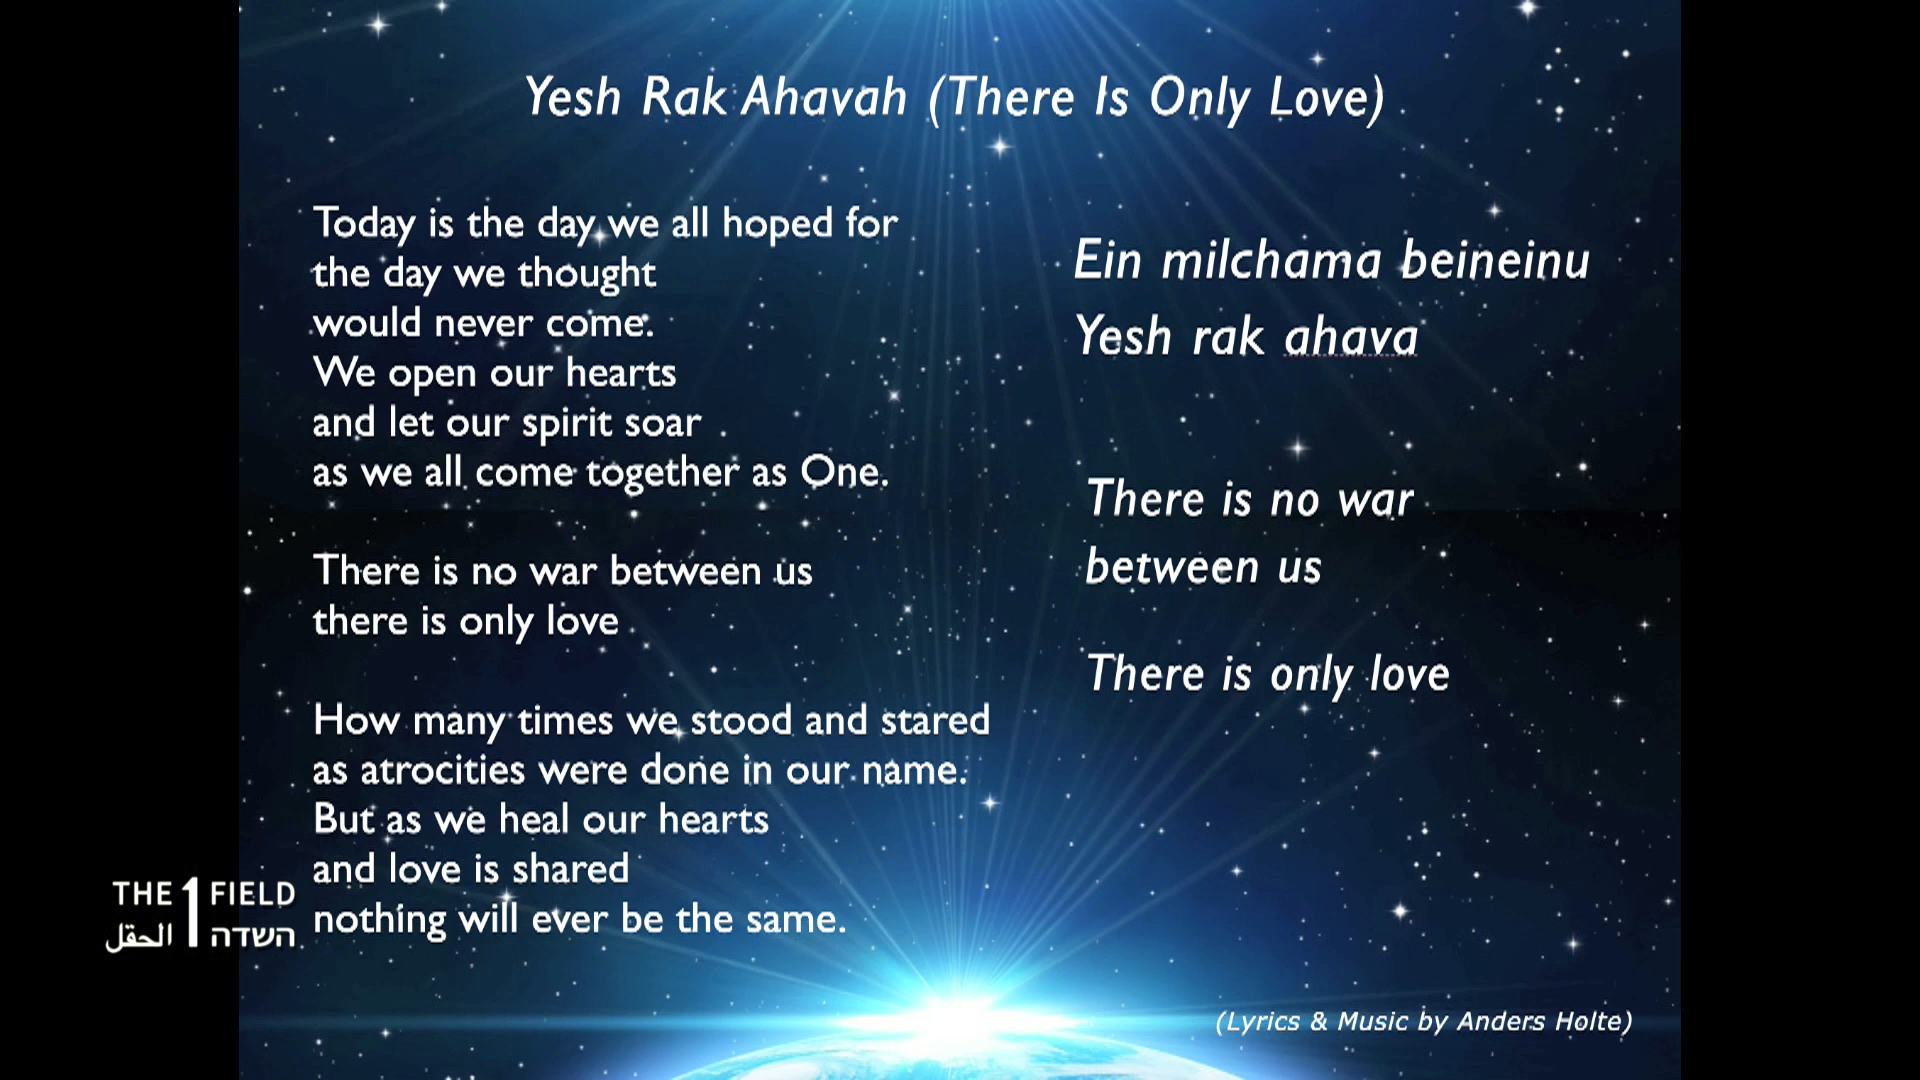 Yesh Rak Ahavah (There Is Only Love)
Today is the day we all hoped for
the day we thought
would never come.
We open our hearts
and let our spirit soar
as we all come together as One.
There is no war between us
there is only love
How many times we stood and stared
as atrocities were done in our name.
But as we heal our hearts
and love is shared
nothing will ever be the same.
Ein milchama beineinu
Yesh rak ahava
There is no war
between us
There is only love
(Lyrics & Music by Anders Holte)
THE 1 FIELD
الحقل השדה